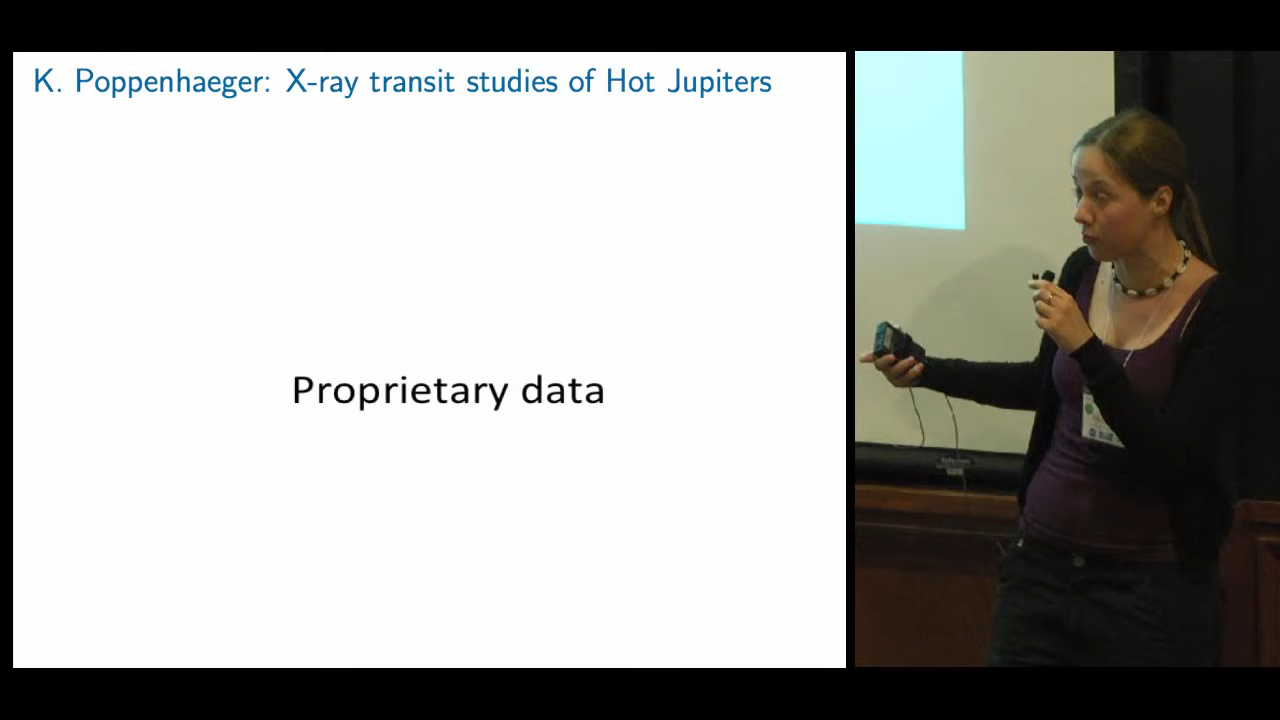 K. Poppenhaeger: X-ray transit studies of Hot Jupiters
Proprietary data